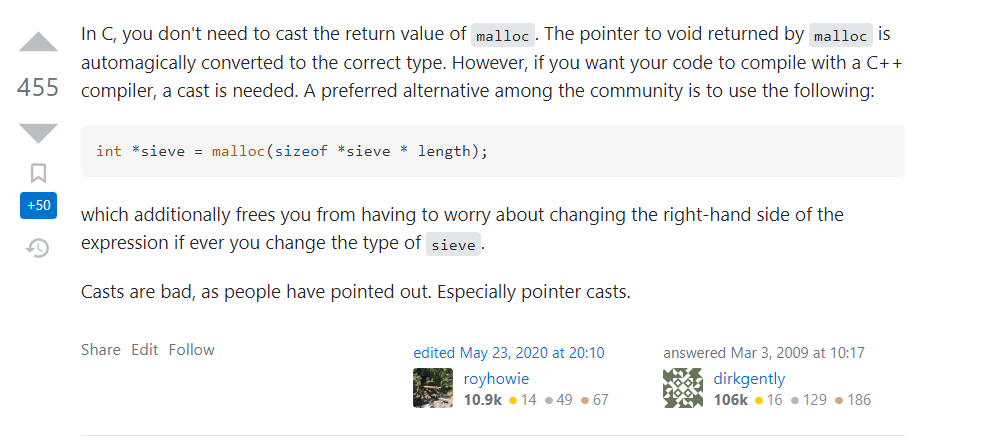 In C, you don't need to cast the return value of malloc . The pointer to void returned by malloc is
455
automagically converted to the correct type. However, if you want your code to compile with a C++
compiler, a cast is needed. A preferred alternative among the community is to use the following:
int *sieve = malloc(sizeof *sieve * length);
+50
which additionally frees you from having to worry about changing the right-hand side of the
expression if ever you change the type of sieve .
Casts are bad, as people have pointed out. Especially pointer casts.
Share Edit Follow
edited May 23, 2020 at 20:10
royhowie
10.9k 14 49 67
answered Mar 3, 2009 at 10:17
dirkgently
106k 16 129 186